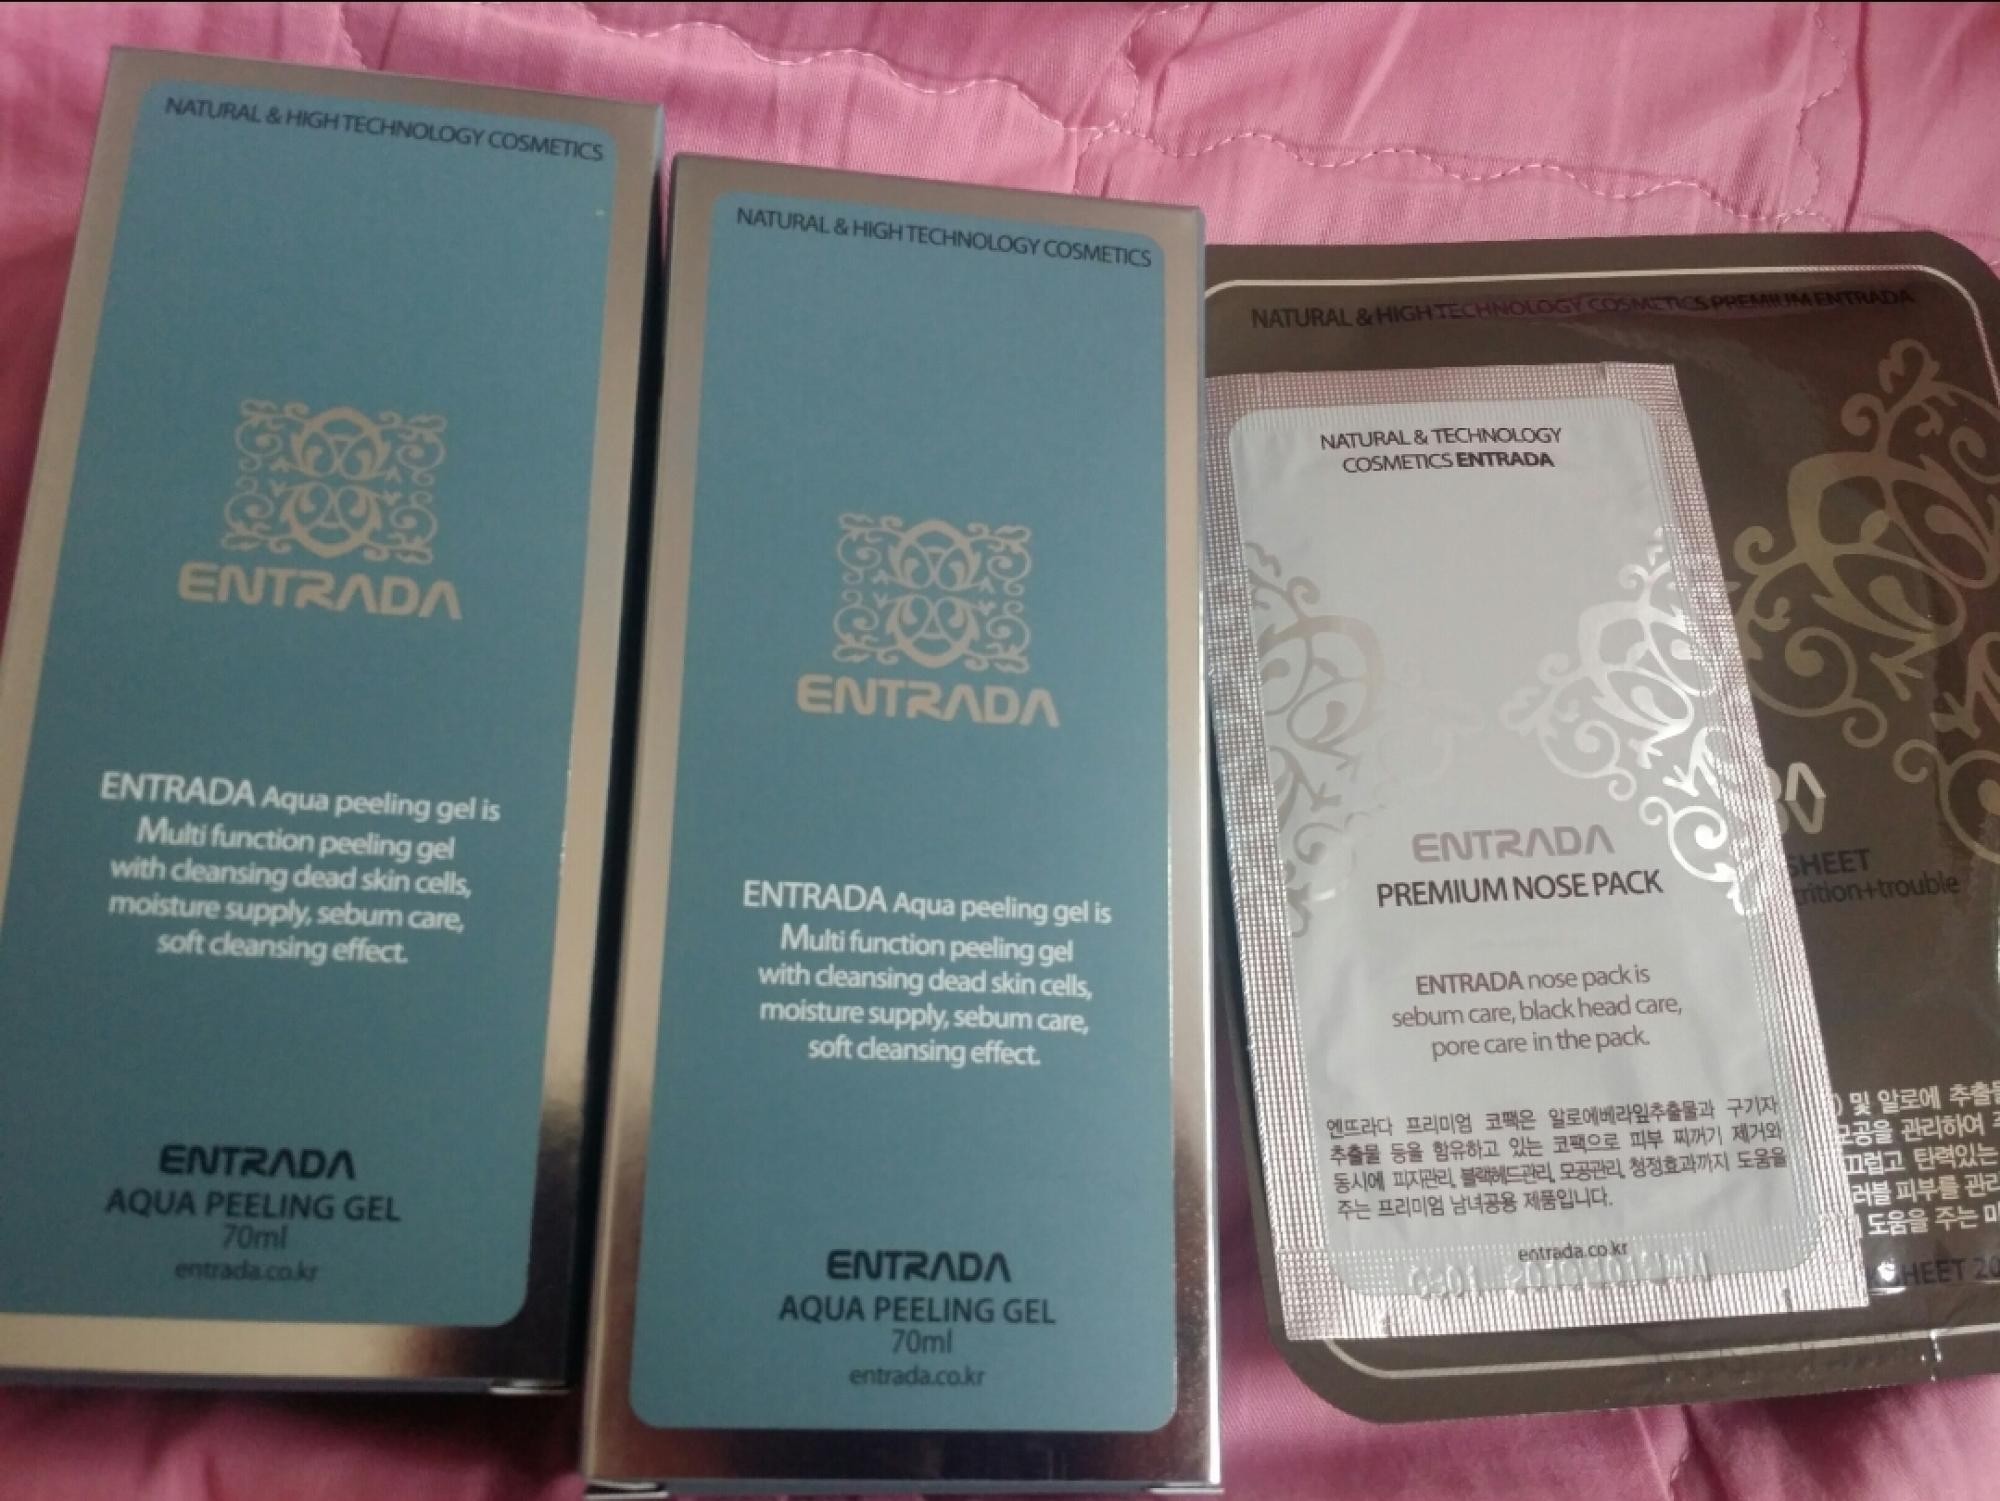 NATURAL & HIGH TECHNOLOGY COSMETICS
ENTRADA
ENTRADA Aqua peeling gel is
Multi function peeling gel
with cleansing dead skin cells,
moisture supply, sebum care,
soft cleansing effect.
ENTRADA
AQUA PEELING GEL
70ml
entrada.co.kr
NATURAL & HIGH TECHNOLOGY COSMETICS
ENTRADA
ENTRADA Aqua peeling gel is
Multi function peeling gel
with cleansing dead skin cells,
moisture supply, sebum care,
soft cleansing effect.
ENTRADA
AQUA PEELING GEL
70ml
entrada.co.kr
NATURAL & HIGH TECHNOLOGY COSMETICS PREMIUM ENTRADA
NATURAL & TECHNOLOGY
COSMETICS ENTRADA
ENTRADA
PREMIUM NOSE PACK
ENTRADA nose pack is
sebum care, black head care,
pore care in the pack.
엔뜨라다 프리미엄 코팩은 알로에베라잎추출물과 구기자
추출물 등을 함유하고 있는 코팩으로 피부 찌꺼기 제거와
동시에 피지관리, 블랙헤드관리, 모공관리, 청정효과까지 도움을
주는 프리미엄 남녀공용 제품입니다.
entrada.co.kr
SHEET
trition+trouble
및 알로에 추출물
모공을 관리하여
끄럽고 탄력있는
러블 피부를 관리
도움을 주는
HEET 20